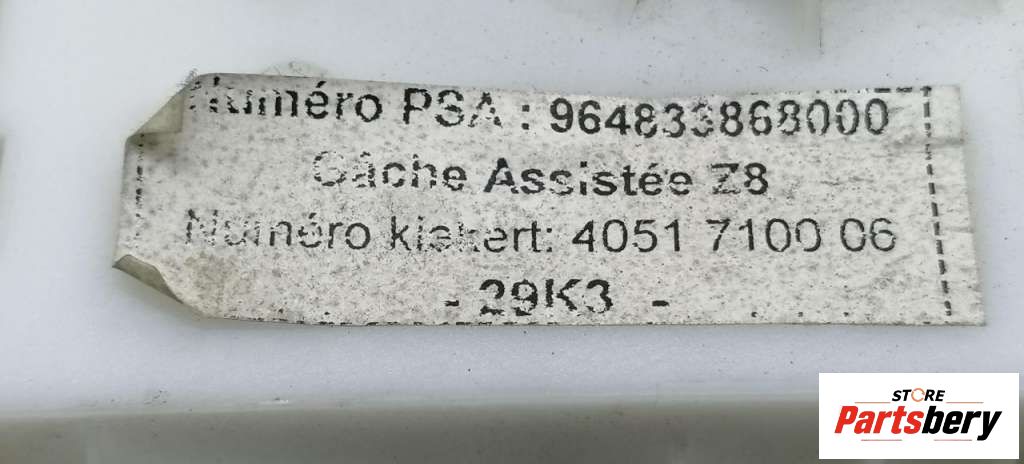 Numéro PSA : 964833868000
Gâche Assistée Z8
Numéro kiekert: 4051 7100 06
- 29K3 -
STORE
Partsbery